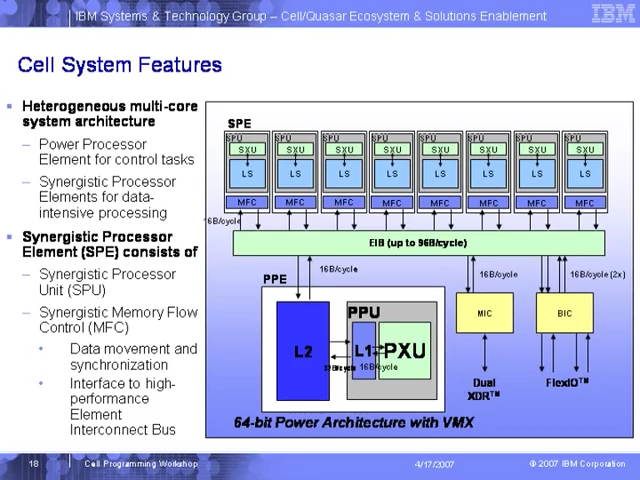 IBM Systems & Technology Group – Cell/Quasar Ecosystem & Solutions Enablement
IBM
Cell System Features
Heterogeneous multi-core
system architecture
– Power Processor
Element for control tasks
– Synergistic Processor
Elements for data-
intensive processing
Synergistic Processor
Element (SPE) consists of
– Synergistic Processor
Unit (SPU)
– Synergistic Memory Flow
Control (MFC)
• Data movement and
synchronization
• Interface to high-
performance
Element
Interconnect Bus
SPE
SPU SPU SPU SPU SPU SPU SPU SPU
SXU SXU SXU SXU SXU SXU SXU SXU
LS LS LS LS LS LS LS LS
MFC MFC MFC MFC MFC MFC MFC MFC
16B/cycle
EIB (up to 96B/cycle)
16B/cycle
16B/cycle
16B/cycle (2x)
PPE
PPU
L2
L1
PXU
32B/cycle
16B/cycle
MIC
BIC
Dual
XDR™
FlexIO™
64-bit Power Architecture with VMX
18
Cell Programming Workshop
4/17/2007
© 2007 IBM Corporation